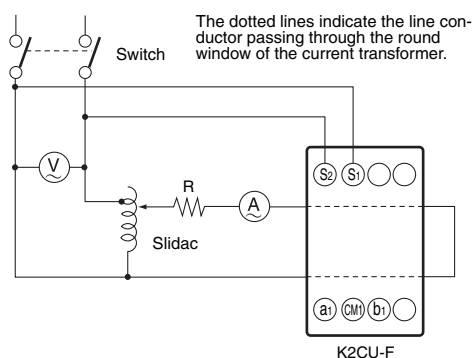 The dotted lines indicate the line con-
ductor passing through the round
window of the current transformer.
Switch
V
S2 S1
R
A
Slidac
a1 CM1 b1
K2CU-F